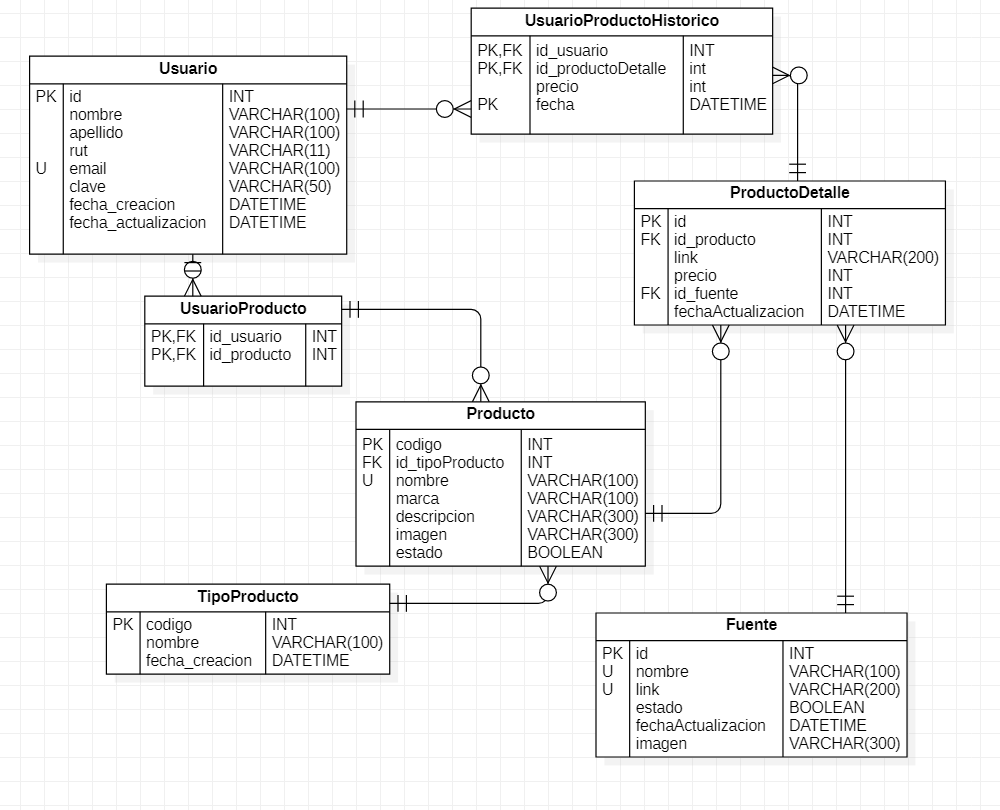 UsuarioProductoHistorico
PK,FK id_usuario INT
PK,FK id_productoDetalle int
precio int
PK fecha DATETIME
Usuario
PK id INT
nombre VARCHAR(100)
apellido VARCHAR(100)
rut VARCHAR(11)
U email VARCHAR(100)
clave VARCHAR(50)
fecha_creacion DATETIME
fecha_actualizacion DATETIME
ProductoDetalle
PK id INT
FK id_producto INT
link VARCHAR(200)
precio INT
FK id_fuente INT
fechaActualizacion DATETIME
UsuarioProducto
PK,FK id_usuario INT
PK,FK id_producto INT
Producto
PK codigo INT
FK id_tipoProducto INT
U nombre VARCHAR(100)
marca VARCHAR(100)
descripcion VARCHAR(300)
imagen VARCHAR(300)
estado BOOLEAN
TipoProducto
PK codigo INT
nombre VARCHAR(100)
fecha_creacion DATETIME
Fuente
PK id INT
U nombre VARCHAR(100)
U link VARCHAR(200)
estado BOOLEAN
fechaActualizacion DATETIME
imagen VARCHAR(300)